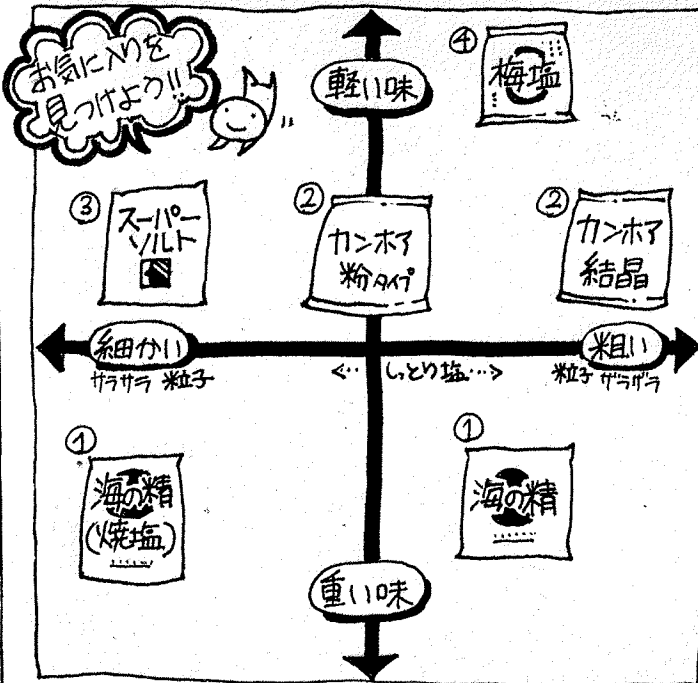 お気に入りを
見つけよう!!
軽い味
④
梅塩
③
スーパー
ソルト
②
カンホア
粉タイプ
②
カンホア
結晶
細かい
サラサラ 粒子
<‥ しっとり塩…>
粗い
粒子 ザラザラ
①
海の精
(焼塩)
①
海の精
重い味